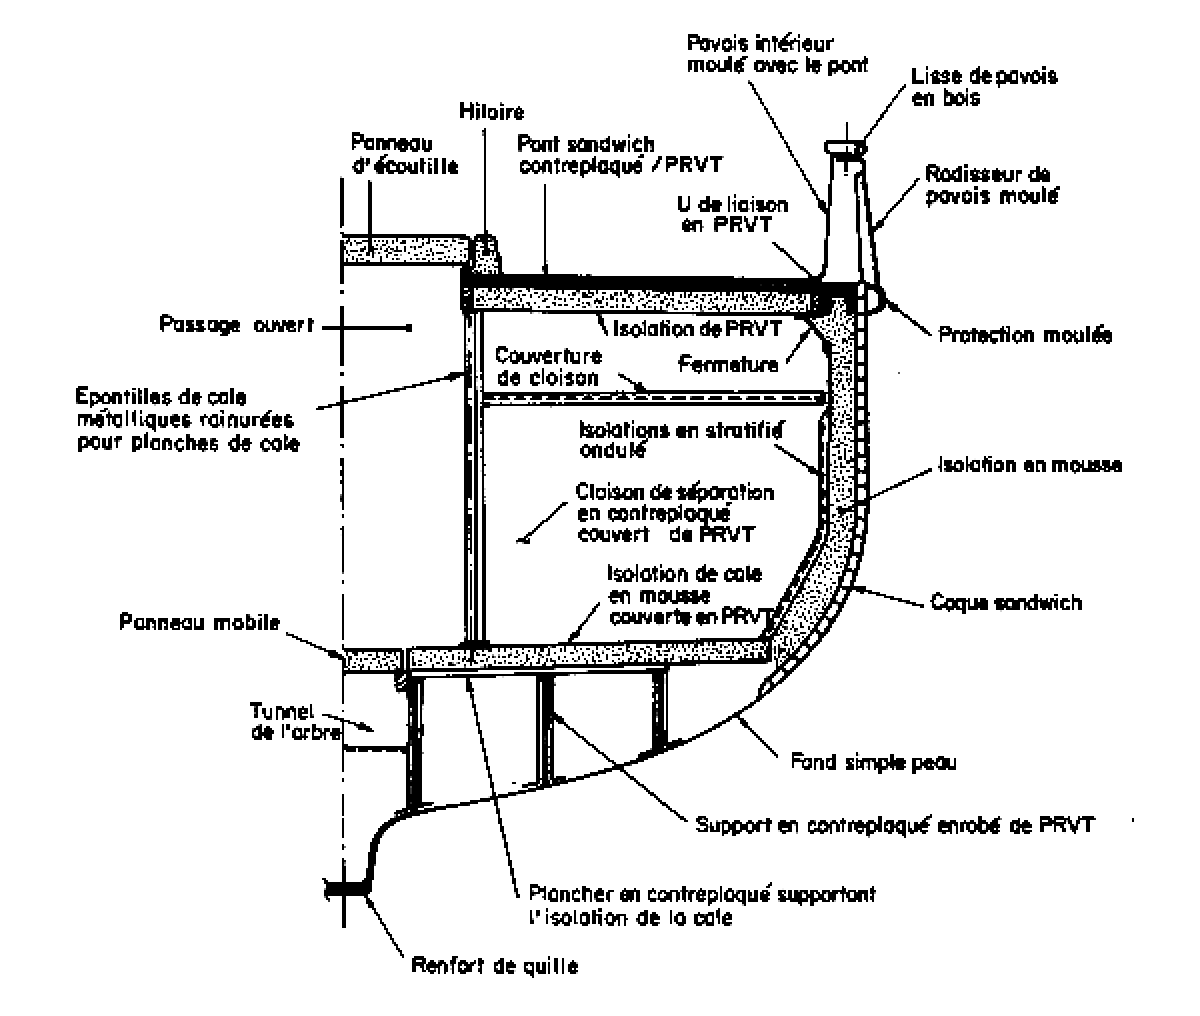 Pavois intérieur
moulé avec le pont
Lisse de pavois
en bois
Hiloire
Panneau
d'écoutille
Pont sandwich
contreplaqué / PRVT
Radisseur de
pavois moulé
U de liaison
en PRVT
Passage ouvert
Isolation de PRVT
Protection moulée
Couverture
de cloison
Fermeture
Epontilles de cale
métalliques rainurées
pour planches de cale
Isolations en stratifié
ondulé
Isolation en mousse
Cloison de séparation
en contreplaqué
couvert de PRVT
Isolation de cale
en mousse
couverte en PRVT
Coque sandwich
Panneau mobile
Tunnel
de l'arbre
Fond simple peau
Support en contreplaqué enrobé de PRVT
Plancher en contreplaqué supportant
l'isolation de la cale
Renfort de quille